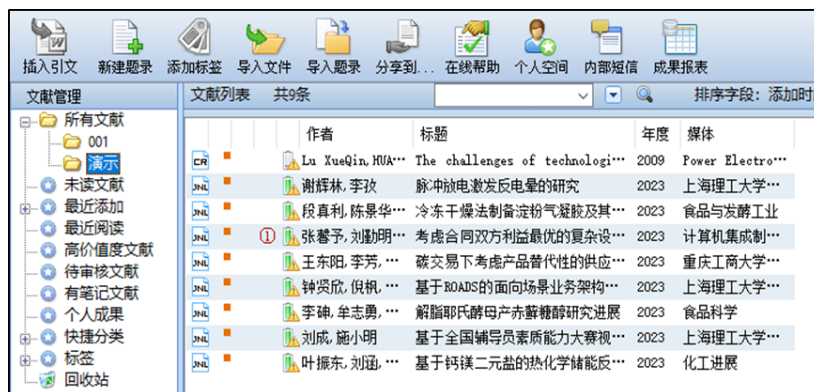 插入引文 新建题录 添加标签 导入文件 导入题录 分享到... 在线帮助 个人空间 内部短信 成果报表
文献管理
文献列表 共9条 排序字段: 添加时
所有文献
001
演示
未读文献
最近添加
最近阅读
高价值度文献
待审核文献
有笔记文献
个人成果
快捷分类
标签
回收站
作者 标题 年度 媒体
CR Lu XueQin, HUA... The challenges of technologi... 2009 Power Electro...
JNL 谢辉林, 李孜 脉冲放电激发反电晕的研究 2023 上海理工大学...
JNL 段真利, 陈景华... 冷冻干燥法制备淀粉气凝胶及其... 2023 食品与发酵工业
JNL ① 张馨予, 刘勤明... 考虑合同双方利益最优的复杂设... 2023 计算机集成制...
JNL 王东阳, 李芳, ... 碳交易下考虑产品替代性的供应... 2023 重庆工商大学...
JNL 钟贤欣, 倪枫, ... 基于ROADS的面向场景业务架构... 2023 上海理工大学...
JNL 李砷, 牟志勇, ... 解脂耶氏酵母产赤藓糖醇研究进展 2023 食品科学
JNL 刘成, 施小明 基于全国辅导员素质能力大赛视... 2023 上海理工大学...
JNL 叶振东, 刘涵, ... 基于钙镁二元盐的热化学储能反... 2023 化工进展